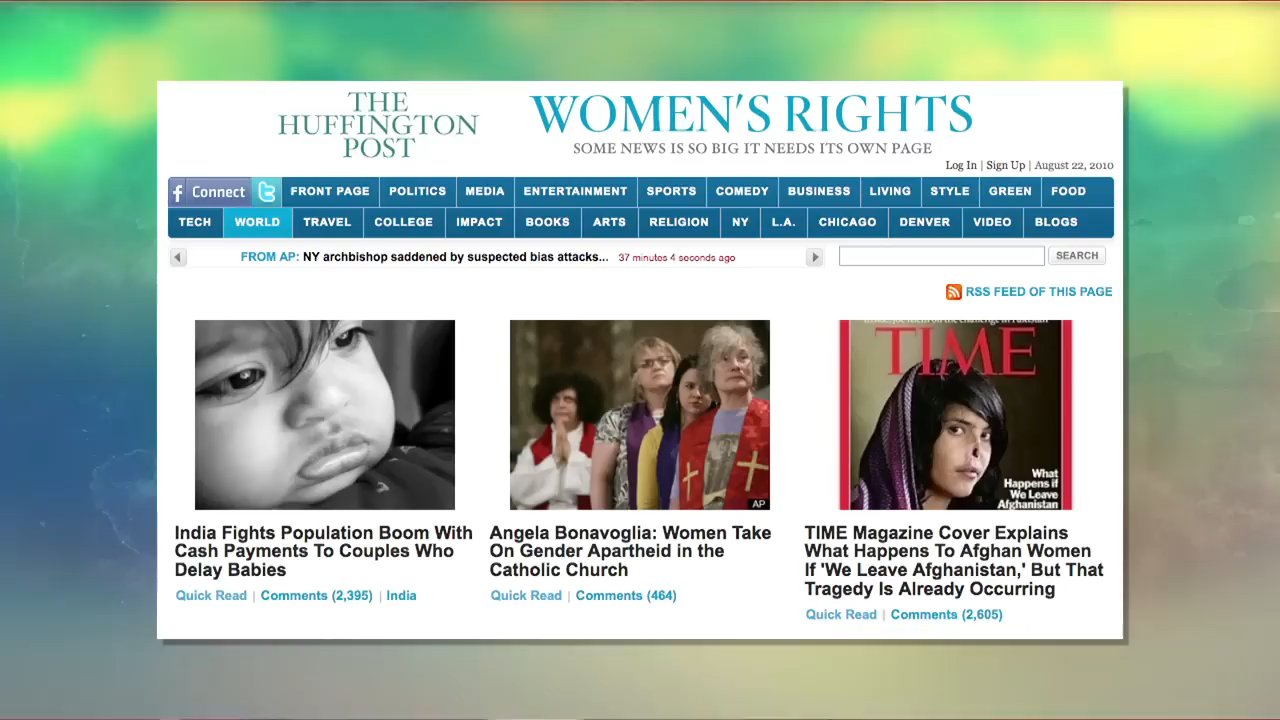 THE
HUFFINGTON
POST
WOMEN'S RIGHTS
SOME NEWS IS SO BIG IT NEEDS ITS OWN PAGE
Log In | Sign Up | August 22, 2010
f Connect t FRONT PAGE POLITICS MEDIA ENTERTAINMENT SPORTS COMEDY BUSINESS LIVING STYLE GREEN FOOD
TECH WORLD TRAVEL COLLEGE IMPACT BOOKS ARTS RELIGION NY L.A. CHICAGO DENVER VIDEO BLOGS
FROM AP: NY archbishop saddened by suspected bias attacks... 37 minutes 4 seconds ago
SEARCH
RSS FEED OF THIS PAGE
India Fights Population Boom With
Cash Payments To Couples Who
Delay Babies
Quick Read | Comments (2,395) | India
AP
Angela Bonavoglia: Women Take
On Gender Apartheid in the
Catholic Church
Quick Read | Comments (464)
TIME
What
Happens if
We Leave
Afghanistan
TIME Magazine Cover Explains
What Happens To Afghan Women
If 'We Leave Afghanistan,' But That
Tragedy Is Already Occurring
Quick Read | Comments (2,605)